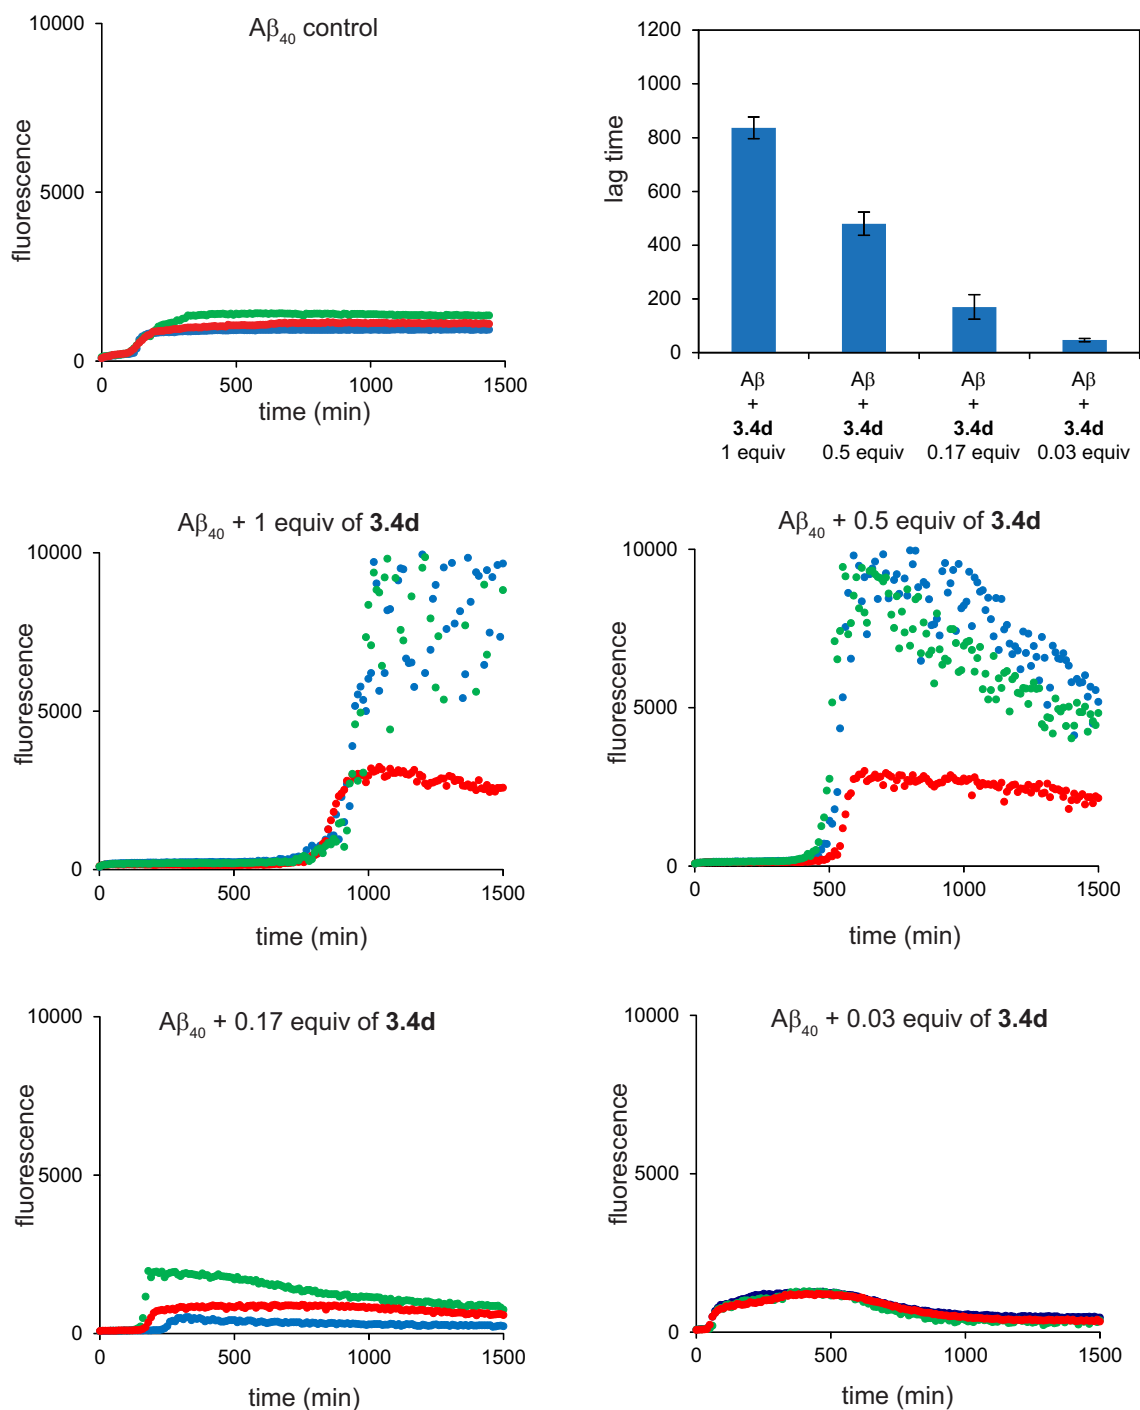 Aβ40 control
10000
5000
0
0 500 1000 1500
fluorescence
time (min)
1200
1000
800
600
400
200
0
lag time
Aβ Aβ Aβ Aβ
+ + + +
3.4d 3.4d 3.4d 3.4d
1 equiv 0.5 equiv 0.17 equiv 0.03 equiv
Aβ40 + 1 equiv of 3.4d
10000
5000
0
0 500 1000 1500
fluorescence
time (min)
Aβ40 + 0.5 equiv of 3.4d
10000
5000
0
0 500 1000 1500
fluorescence
time (min)
Aβ40 + 0.17 equiv of 3.4d
10000
5000
0
0 500 1000 1500
fluorescence
time (min)
Aβ40 + 0.03 equiv of 3.4d
10000
5000
0
0 500 1000 1500
fluorescence
time (min)